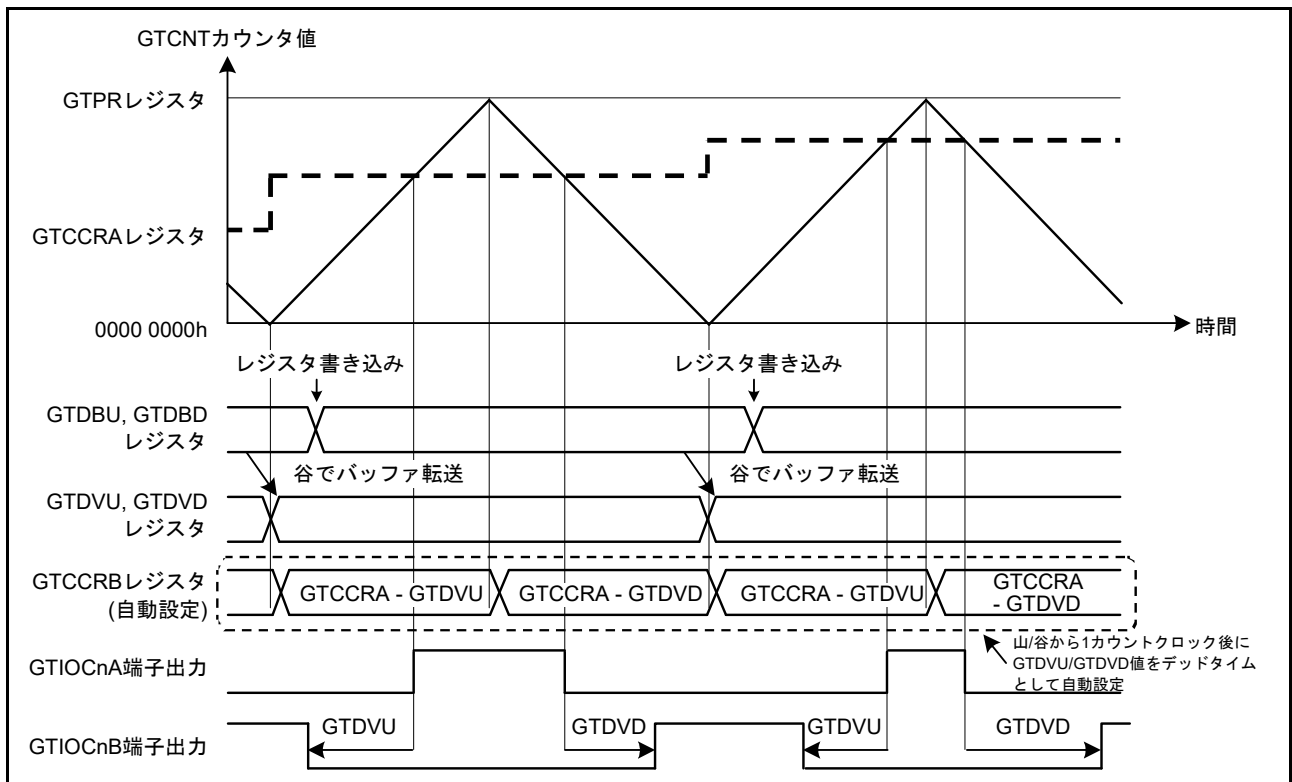 GTCNTカウンタ値
GTPRレジスタ
GTCCRAレジスタ
0000 0000h
時間
レジスタ書き込み
レジスタ書き込み
GTDBU, GTDBD
レジスタ
谷でバッファ転送
谷でバッファ転送
GTDVU, GTDVD
レジスタ
GTCCRBレジスタ
(自動設定)
GTCCRA - GTDVU
GTCCRA - GTDVD
GTCCRA - GTDVU
GTCCRA
- GTDVD
山/谷から1カウントクロック後に
GTDVU/GTDVD値をデッドタイム
として自動設定
GTIOCnA端子出力
GTIOCnB端子出力
GTDVU
GTDVD
GTDVU
GTDVD